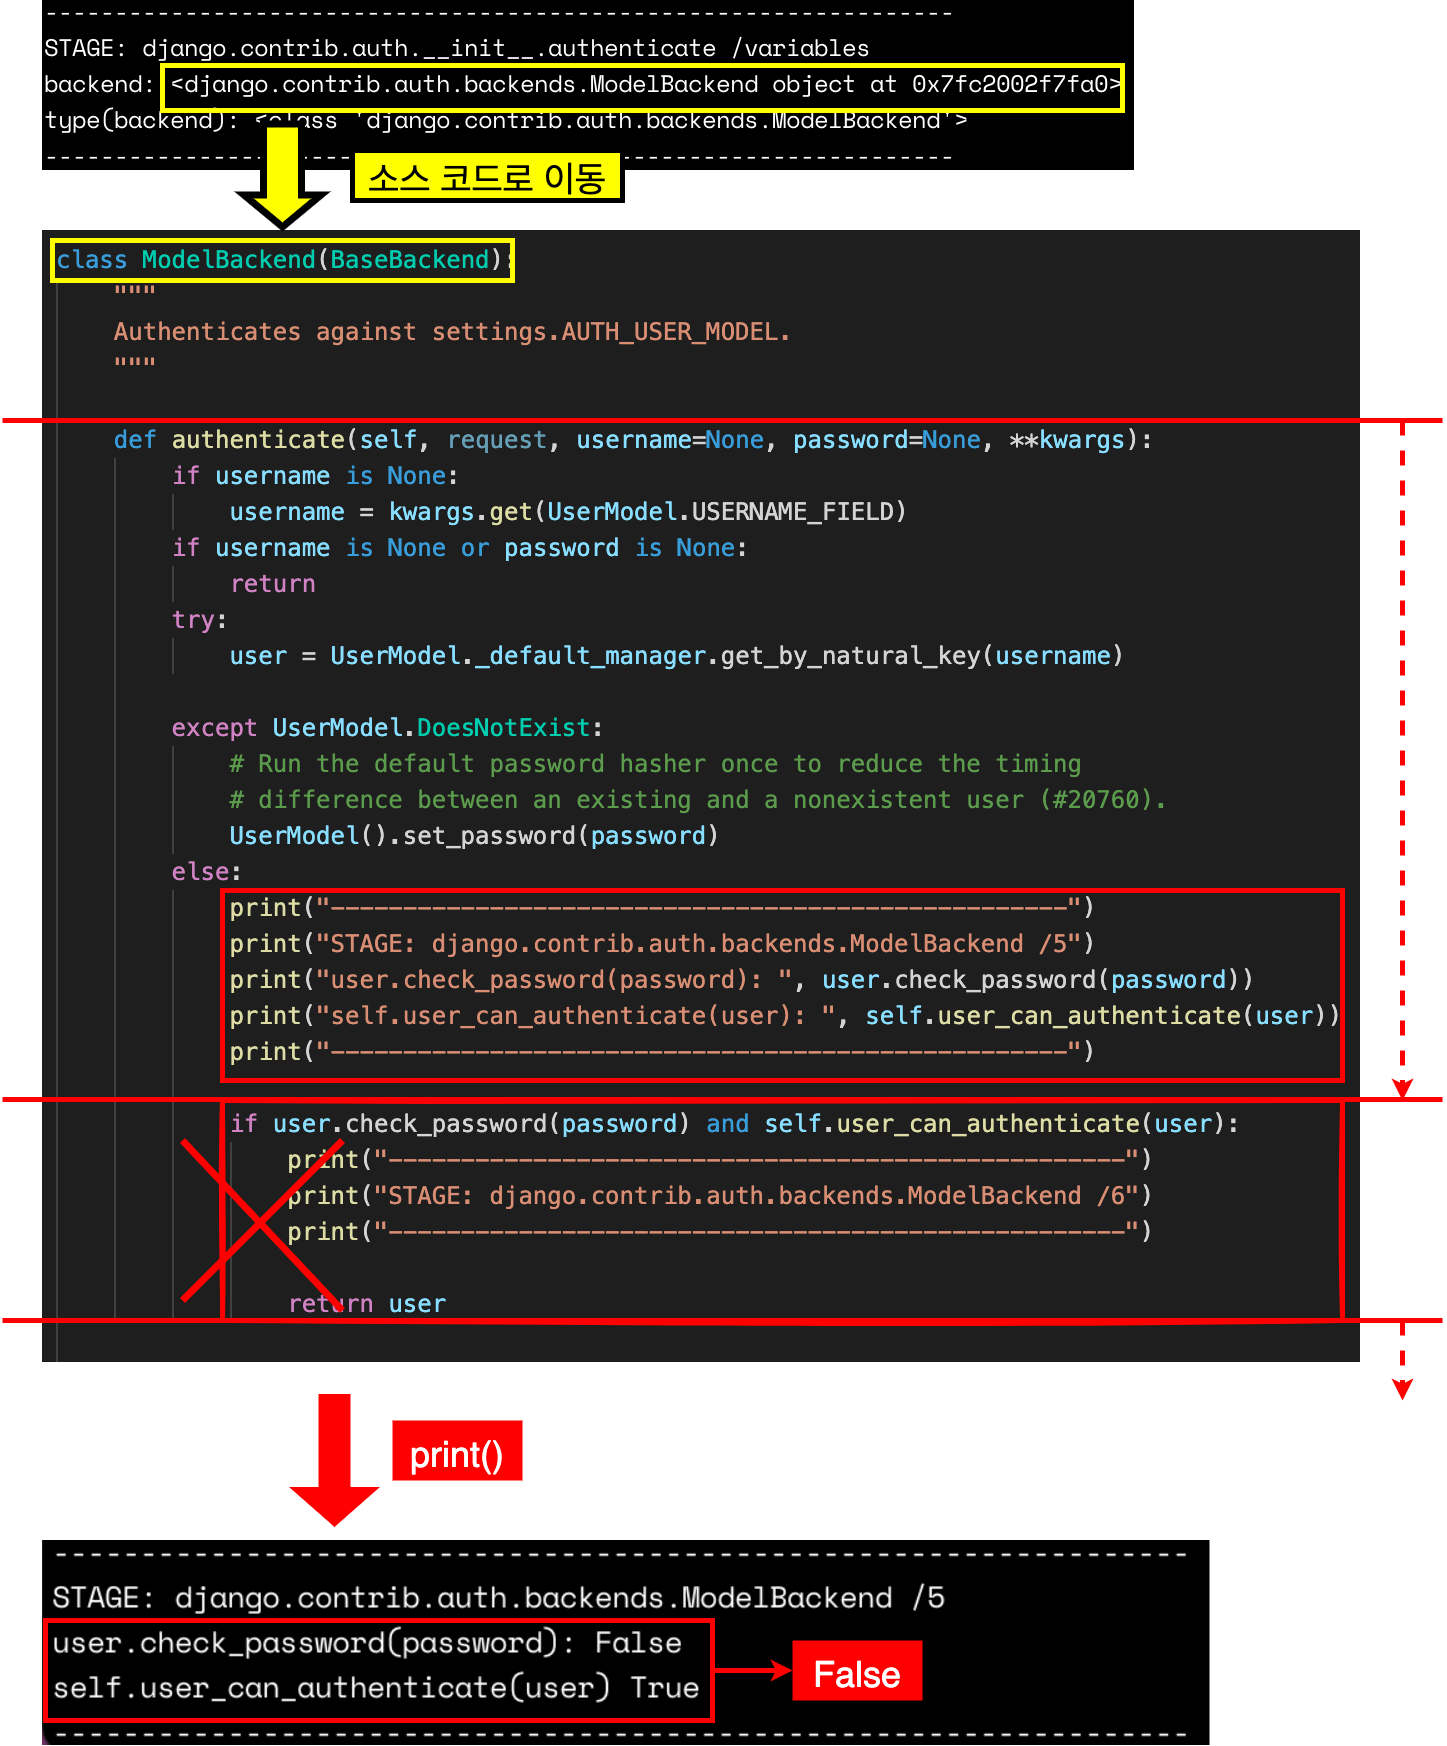 -----------------------------------------------------------------
STAGE: django.contrib.auth.__init__.authenticate /variables
backend: <django.contrib.auth.backends.ModelBackend object at 0x7fc2002f7fa0>
type(backend): <class 'django.contrib.auth.backends.ModelBackend'>
-----------------------------------------------------------------
소스 코드로 이동
class ModelBackend(BaseBackend):
    """
    Authenticates against settings.AUTH_USER_MODEL.
    """
    def authenticate(self, request, username=None, password=None, **kwargs):
        if username is None:
            username = kwargs.get(UserModel.USERNAME_FIELD)
        if username is None or password is None:
            return
        try:
            user = UserModel._default_manager.get_by_natural_key(username)
        except UserModel.DoesNotExist:
            # Run the default password hasher once to reduce the timing
            # difference between an existing and a nonexistent user (#20760).
            UserModel().set_password(password)
        else:
            print("---------------------------------------------------")
            print("STAGE: django.contrib.auth.backends.ModelBackend /5")
            print("user.check_password(password): ", user.check_password(password))
            print("self.user_can_authenticate(user): ", self.user_can_authenticate(user))
            print("---------------------------------------------------")
            if user.check_password(password) and self.user_can_authenticate(user):
                print("---------------------------------------------------")
                print("STAGE: django.contrib.auth.backends.ModelBackend /6")
                print("---------------------------------------------------")
                return user
print()
-----------------------------------------------------------------
STAGE: django.contrib.auth.backends.ModelBackend /5
user.check_password(password): False
self.user_can_authenticate(user) True
False
-----------------------------------------------------------------